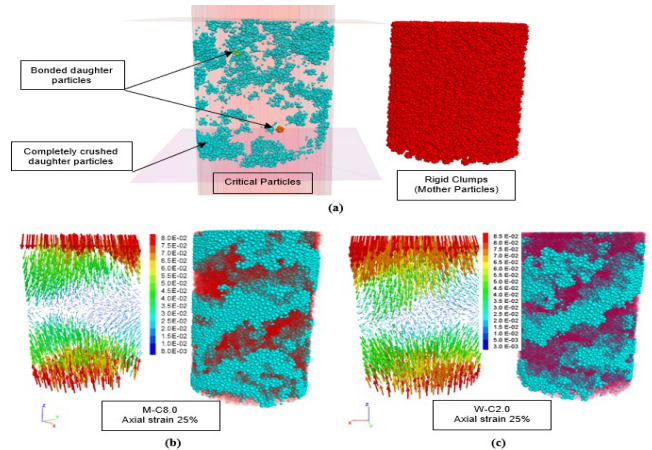 Bonded daughter
particles
Completely crushed
daughter particles
Critical Particles
Rigid Clumps
(Mother Particles)
(a)
8.0E-02
7.5E-02
7.0E-02
6.5E-02
6.0E-02
5.5E-02
5.0E-02
4.5E-02
4.0E-02
3.5E-02
3.0E-02
2.5E-02
2.0E-02
1.5E-02
1.0E-02
8.0E-03
M-C8.0
Axial strain 25%
(b)
8.5E-02
8.0E-02
7.5E-02
7.0E-02
6.5E-02
6.0E-02
5.5E-02
5.0E-02
4.5E-02
4.0E-02
3.5E-02
3.0E-02
2.5E-02
2.0E-02
1.5E-02
1.0E-02
5.0E-03
3.0E-03
W-C2.0
Axial strain 25%
(c)